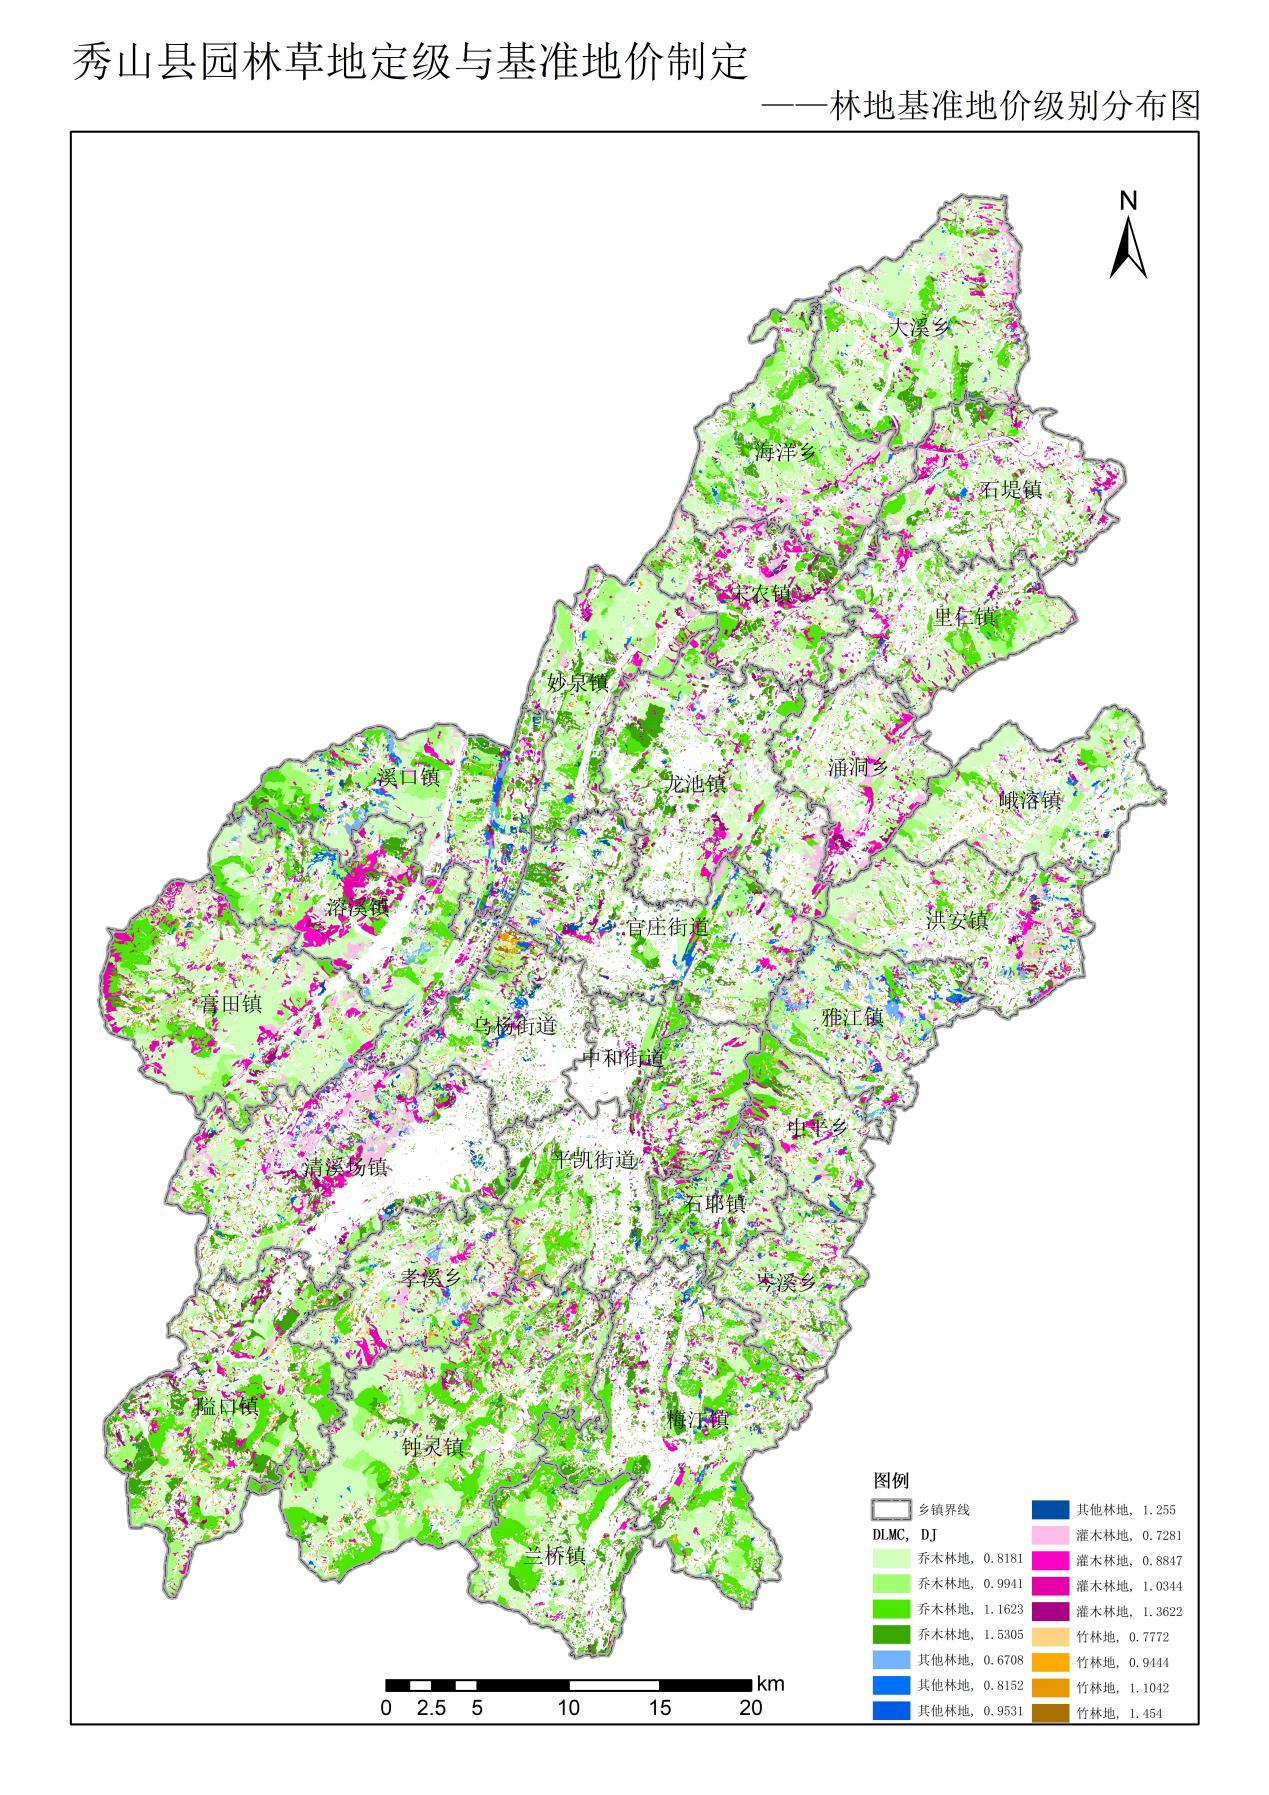 秀山县园林草地定级与基准地价制定
——林地基准地价级别分布图
N
大溪乡
海洋乡
石堤镇
宋农镇
里仁镇
妙泉镇
溪口镇
龙池镇
涌洞乡
峨溶镇
溶溪镇
官庄街道
洪安镇
膏田镇
乌杨街道
雅江镇
中和街道
中平乡
清溪场镇
平凯街道
石耶镇
孝溪乡
岑溪乡
隘口镇
钟灵镇
梅江镇
兰桥镇
图例
乡镇界线
DLMC, DJ
乔木林地, 0.8181
乔木林地, 0.9941
乔木林地, 1.1623
乔木林地, 1.5305
其他林地, 0.6708
其他林地, 0.8152
其他林地, 0.9531
其他林地, 1.255
灌木林地, 0.7281
灌木林地, 0.8847
灌木林地, 1.0344
灌木林地, 1.3622
竹林地, 0.7772
竹林地, 0.9444
竹林地, 1.1042
竹林地, 1.454
km
0 2.5 5 10 15 20